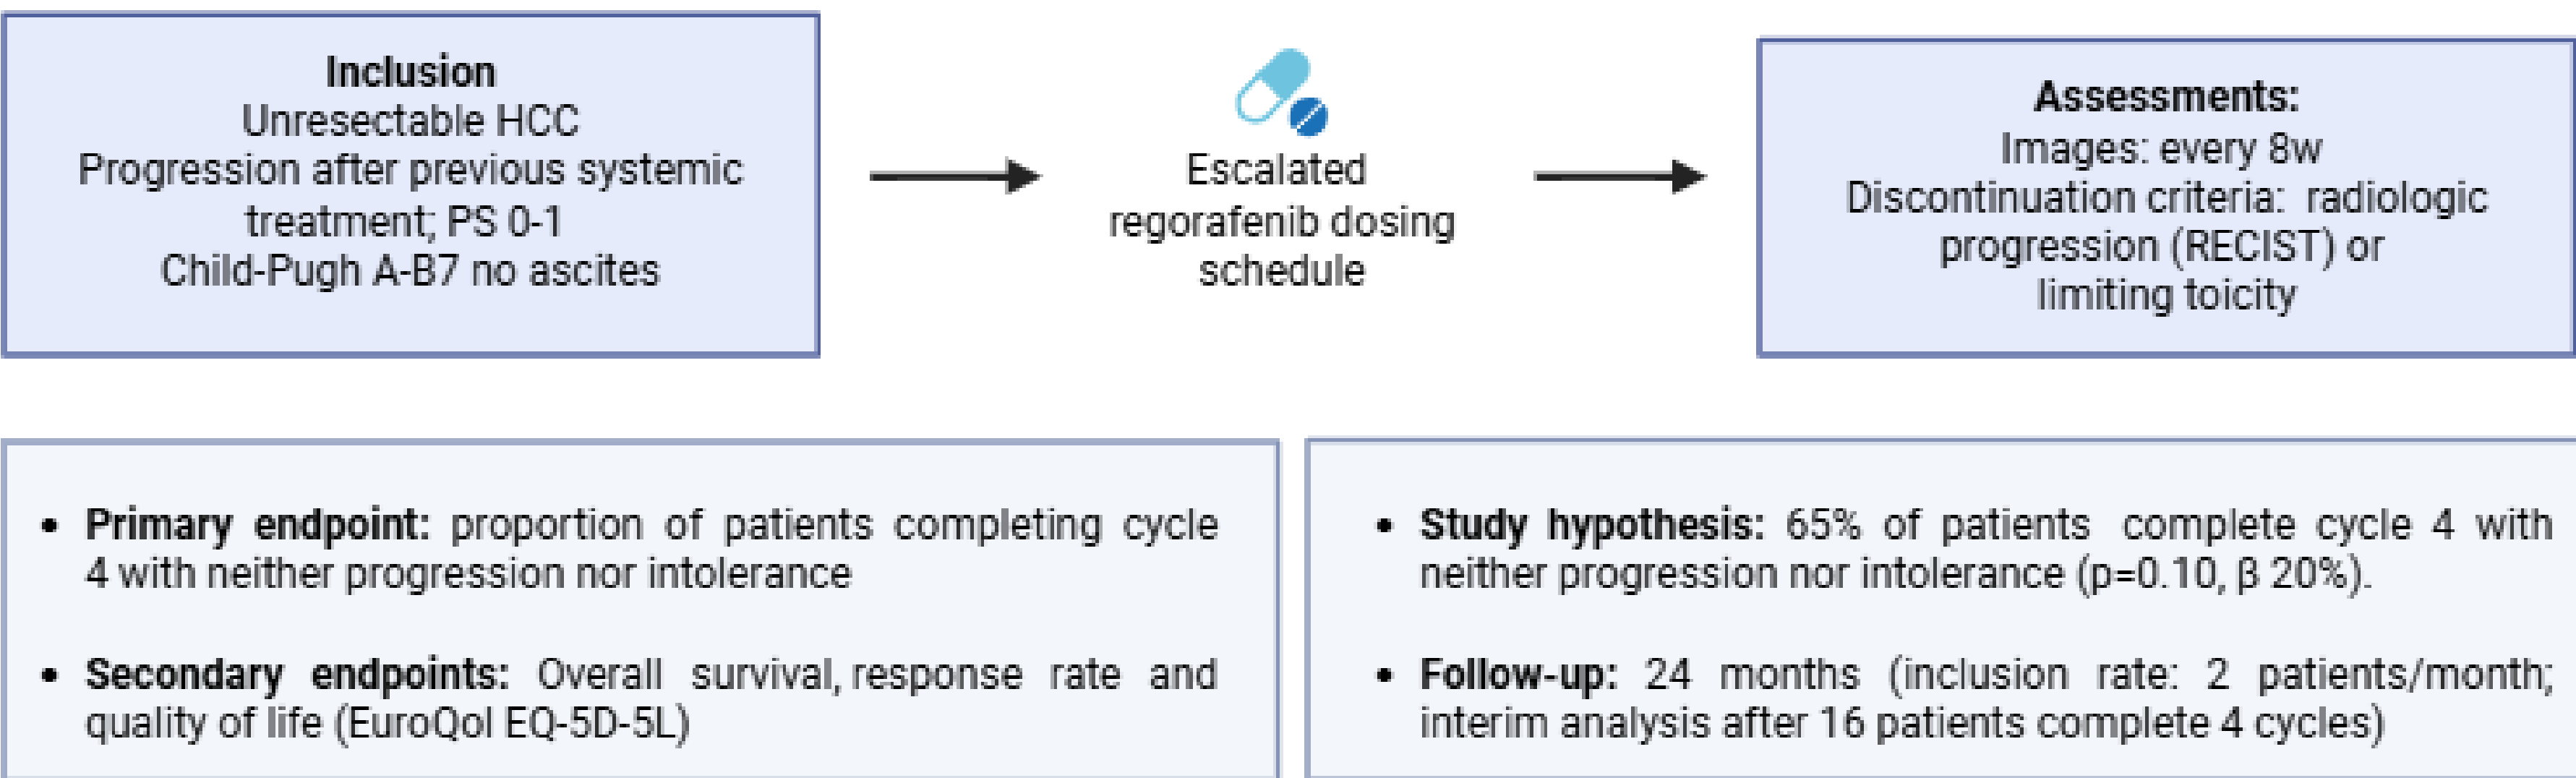 Inclusion
Unresectable HCC
Progression after previous systemic
treatment; PS 0-1
Child-Pugh A-B7 no ascites
Escalated
regorafenib dosing
schedule
Assessments:
Images: every 8w
Discontinuation criteria: radiologic
progression (RECIST) or
limiting toicity
• Primary endpoint: proportion of patients completing cycle
4 with neither progression nor intolerance
• Secondary endpoints: Overall survival, response rate and
quality of life (EuroQol EQ-5D-5L)
• Study hypothesis: 65% of patients complete cycle 4 with
neither progression nor intolerance (p=0.10, β 20%).
• Follow-up: 24 months (inclusion rate: 2 patients/month;
interim analysis after 16 patients complete 4 cycles)